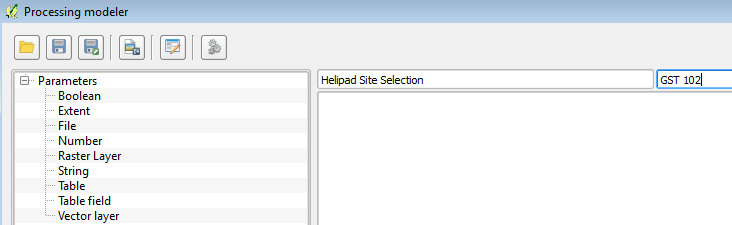 Processing modeler
Parameters
Helipad Site Selection
GST 102
Boolean
Extent
File
Number
Raster Layer
String
Table
Table field
Vector layer